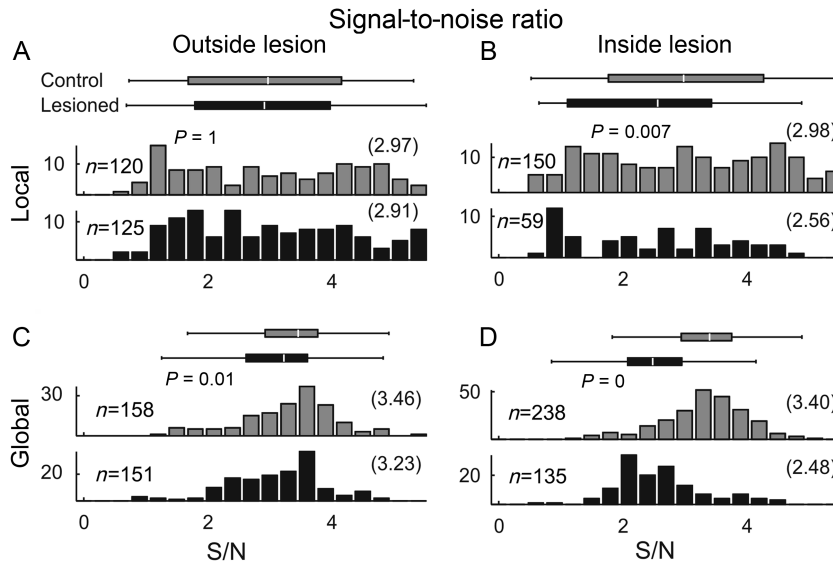 Signal-to-noise ratio
Outside lesion
Inside lesion
A
Control
Lesioned
P = 1
(2.97)
n=120
10
(2.91)
n=125
10
Local
0
2
4
B
P = 0.007
(2.98)
n=150
10
(2.56)
n=59
10
0
2
4
C
P = 0.01
30
n=158
(3.46)
20
n=151
(3.23)
Global
0
2
4
S/N
D
P = 0
50
n=238
(3.40)
20
n=135
(2.48)
0
2
4
S/N